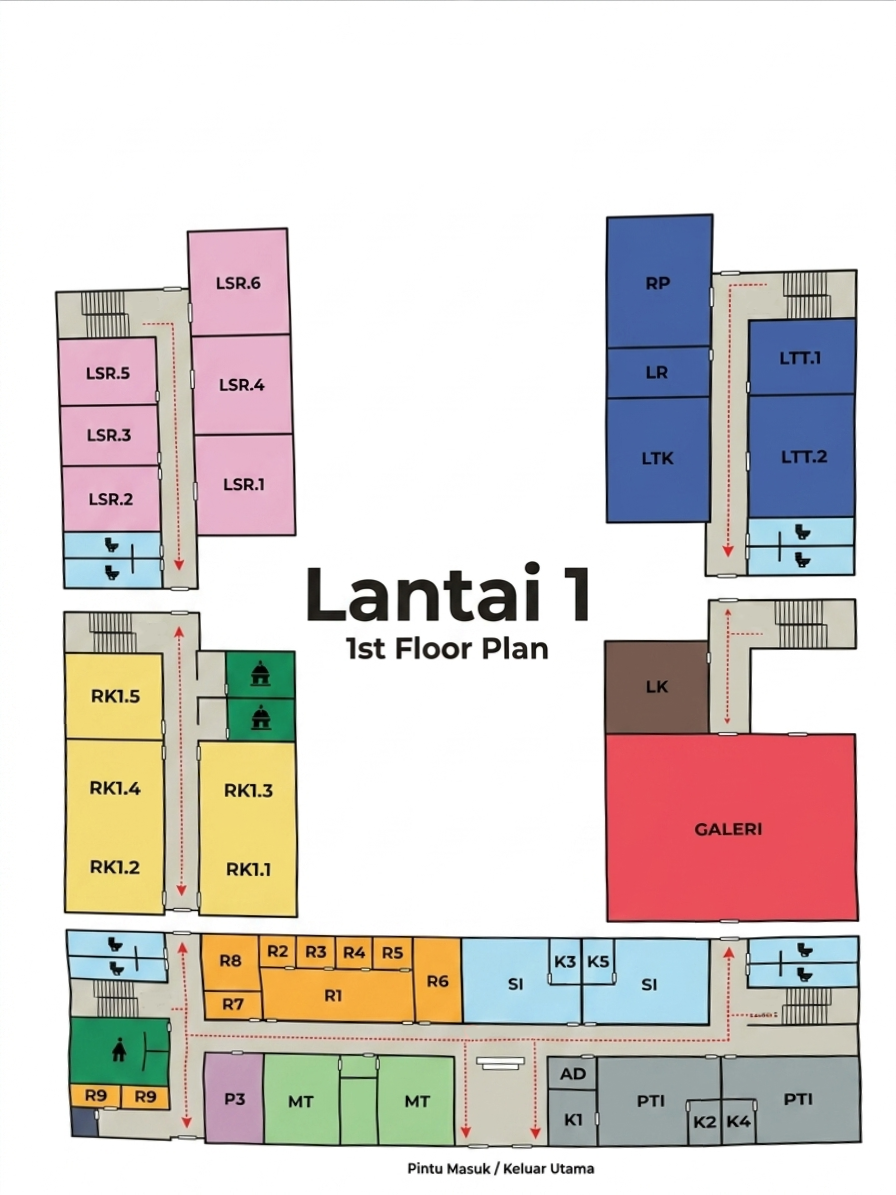 LSR.6
RP
LSR.5
LSR.4
LR
LTT.1
LSR.3
LTK
LTT.2
LSR.2
LSR.1
Lantai 1
1st Floor Plan
RK1.5
LK
RK1.4
RK1.3
GALERI
RK1.2
RK1.1
R8
R2
R3
R4
R5
R6
SI
K3
K5
SI
R7
R1
R9
R9
P3
MT
MT
AD
K1
PTI
K2
K4
PTI
Pintu Masuk / Keluar Utama